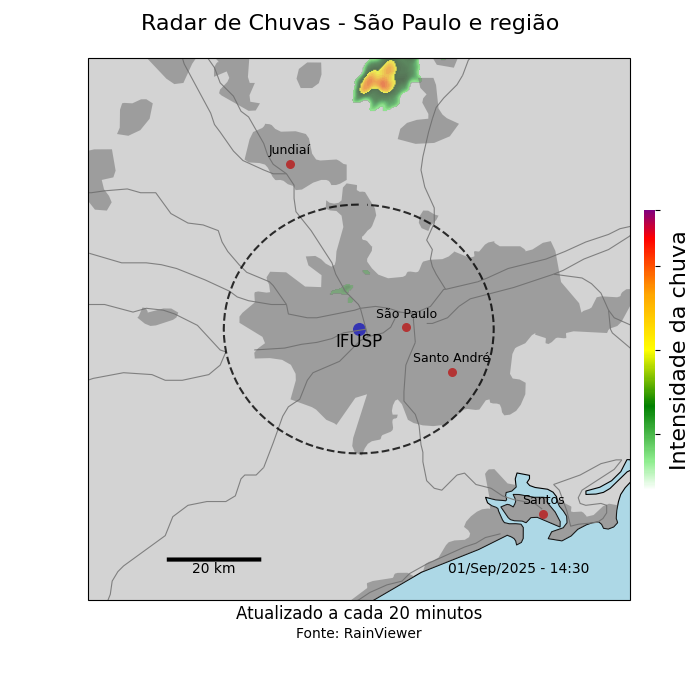 Radar de Chuvas - São Paulo e região
Jundiaí
São Paulo
IFUSP
Santo André
Santos
20 km
01/Sep/2025 - 14:30
Intensidade da chuva
Atualizado a cada 20 minutos
Fonte: RainViewer